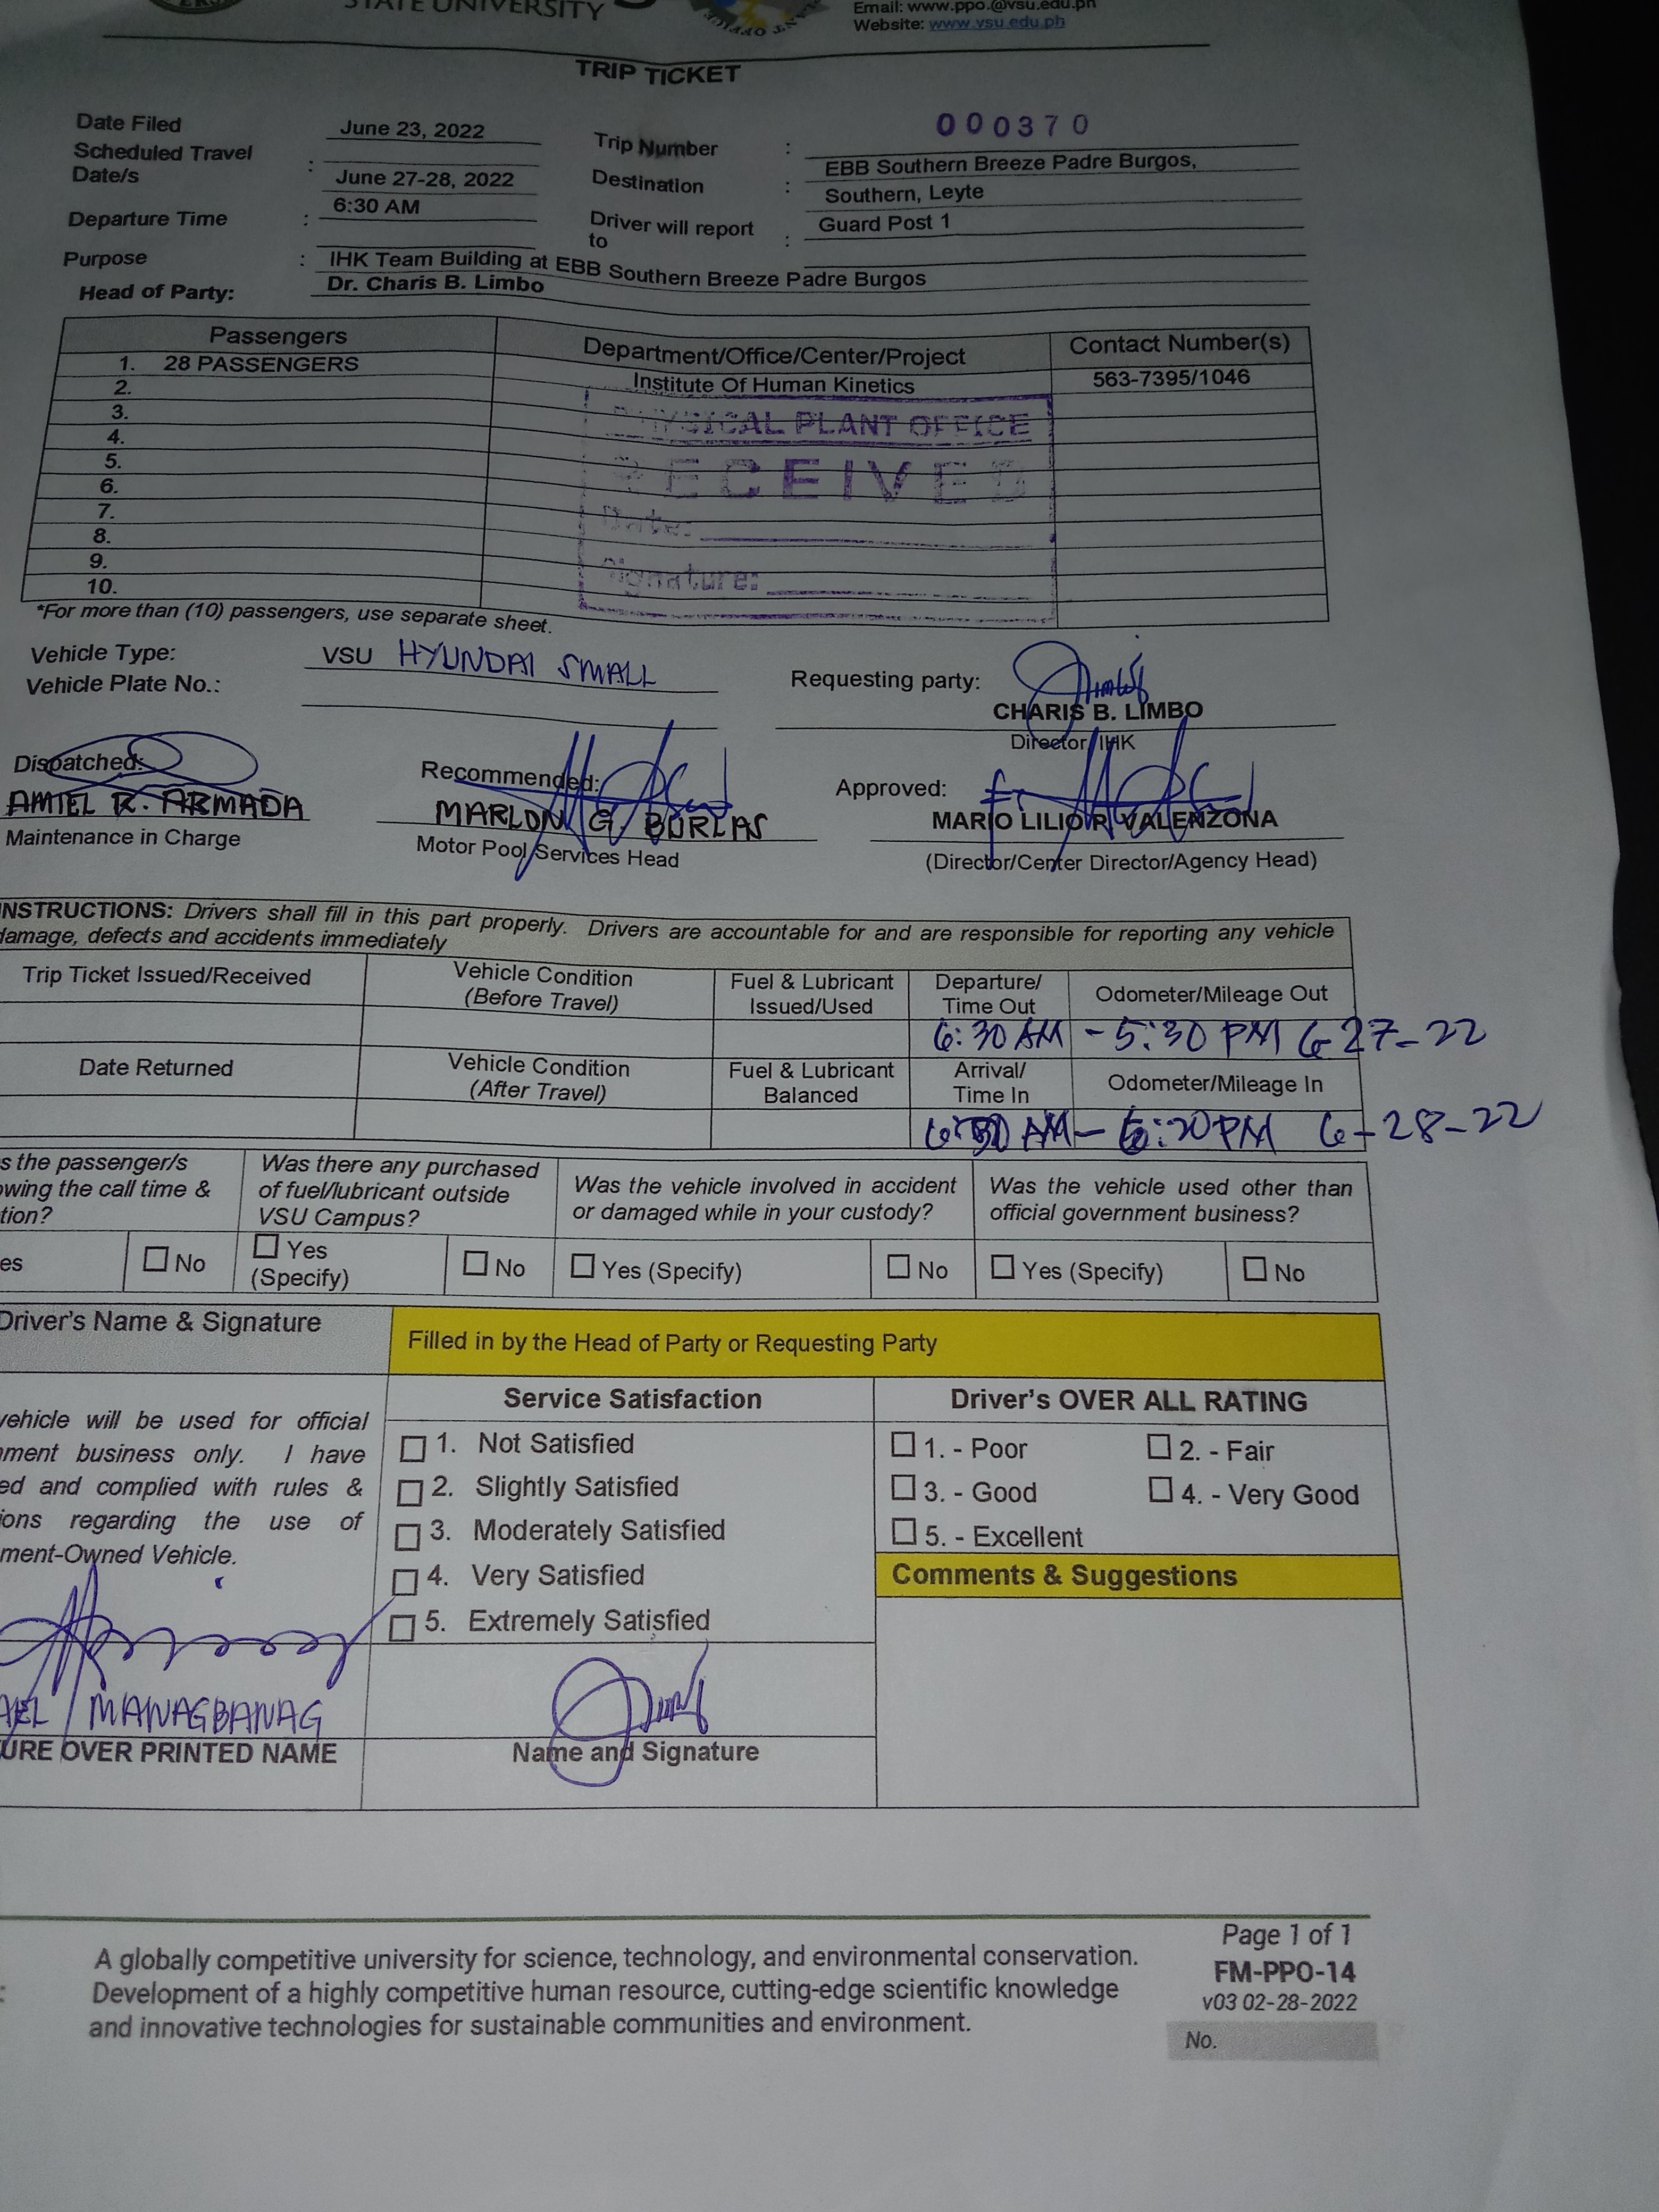 STATE UNIVERSITY
Email: www.ppo.@vsu.edu.ph
Website: www.vsu.edu.ph
TRIP TICKET
Date Filed June 23, 2022
Trip Number : 000370
Scheduled Travel Date/s : June 27-28, 2022
Destination : EBB Southern Breeze Padre Burgos,
Southern, Leyte
Departure Time : 6:30 AM
Driver will report to : Guard Post 1
Purpose : IHK Team Building at EBB Southern Breeze Padre Burgos
Head of Party: Dr. Charis B. Limbo
Passengers Department/Office/Center/Project Contact Number(s)
1. 28 PASSENGERS Institute Of Human Kinetics 563-7395/1046
2.
3.
4.
5.
6.
7.
8.
9.
10.
PHYSICAL PLANT OFFICE
RECEIVED
Date:
Signature:
*For more than (10) passengers, use separate sheet.
Vehicle Type: VSU HYUNDAI SMALL
Vehicle Plate No.:
Requesting party:
CHARIS B. LIMBO
Director, IHK
Dispatched: Recommended: Approved:
AMIEL R. ARMADA MARLON G. BURLAS MARIO LILIO R. VALENZONA
Maintenance in Charge Motor Pool Services Head (Director/Center Director/Agency Head)
INSTRUCTIONS: Drivers shall fill in this part properly. Drivers are accountable for and are responsible for reporting any vehicle
damage, defects and accidents immediately
Trip Ticket Issued/Received Vehicle Condition (Before Travel) Fuel & Lubricant Issued/Used Departure/ Time Out Odometer/Mileage Out
6:30 AM - 5:30 PM 6-27-22
Date Returned Vehicle Condition (After Travel) Fuel & Lubricant Balanced Arrival/ Time In Odometer/Mileage In
AM - PM 6-28-22
s the passenger/s
owing the call time &
tion?
Was there any purchased
of fuel/lubricant outside
VSU Campus?
Was the vehicle involved in accident
or damaged while in your custody?
Was the vehicle used other than
official government business?
es No Yes (Specify) No Yes (Specify) No Yes (Specify) No
Driver's Name & Signature
Filled in by the Head of Party or Requesting Party
vehicle will be used for official
nment business only. I have
ed and complied with rules &
ions regarding the use of
ment-Owned Vehicle.
AEL MANAGBANAG
URE OVER PRINTED NAME
Service Satisfaction
1. Not Satisfied
2. Slightly Satisfied
3. Moderately Satisfied
4. Very Satisfied
5. Extremely Satisfied
Name and Signature
Driver's OVER ALL RATING
1. - Poor 2. - Fair
3. - Good 4. - Very Good
5. - Excellent
Comments & Suggestions
A globally competitive university for science, technology, and environmental conservation.
Development of a highly competitive human resource, cutting-edge scientific knowledge
and innovative technologies for sustainable communities and environment.
Page 1 of 1
FM-PPO-14
v03 02-28-2022
No.